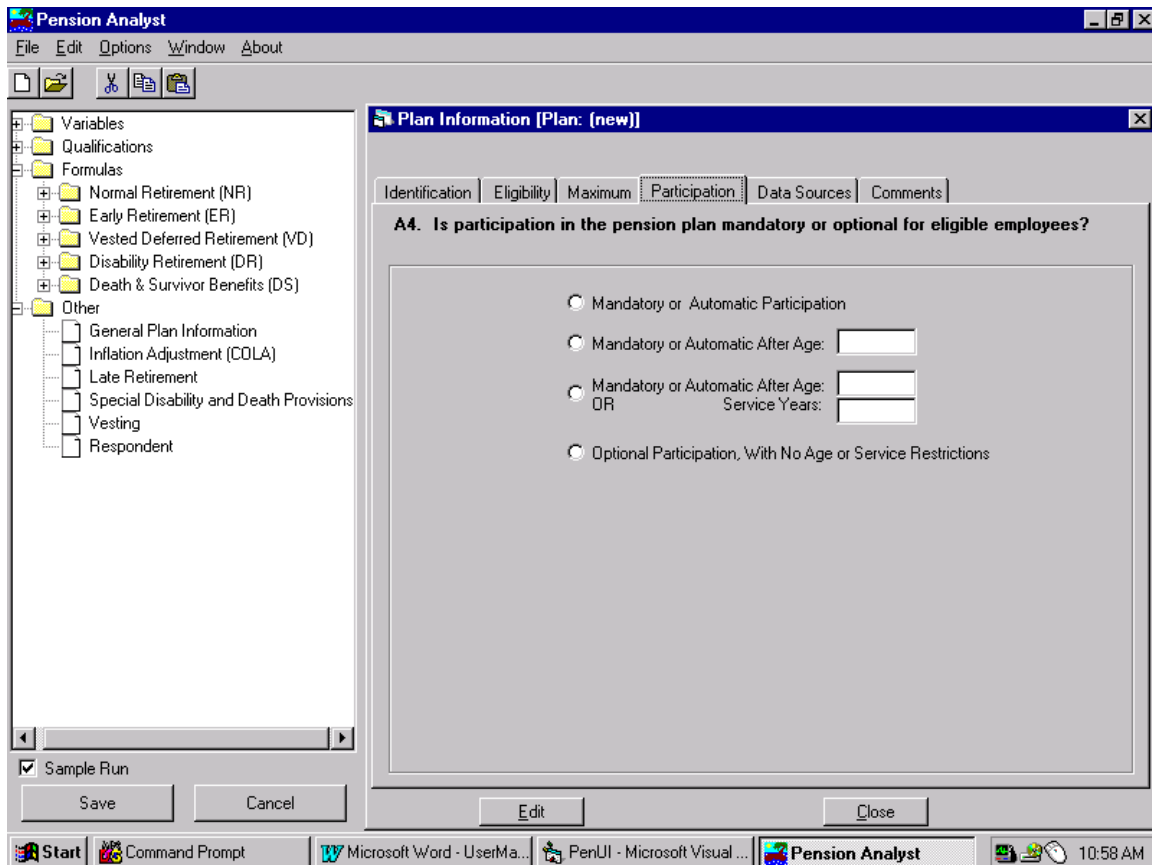 Pension Analyst
File Edit Options Window About
Variables
Qualifications
Formulas
Normal Retirement (NR)
Early Retirement (ER)
Vested Deferred Retirement (VD)
Disability Retirement (DR)
Death & Survivor Benefits (DS)
Other
General Plan Information
Inflation Adjustment (COLA)
Late Retirement
Special Disability and Death Provisions
Vesting
Respondent
Sample Run
Save Cancel
Plan Information [Plan: (new)]
Identification Eligibility Maximum Participation Data Sources Comments
A4. Is participation in the pension plan mandatory or optional for eligible employees?
Mandatory or Automatic Participation
Mandatory or Automatic After Age:
Mandatory or Automatic After Age:
OR Service Years:
Optional Participation, With No Age or Service Restrictions
Edit Close
Start Command Prompt Microsoft Word - UserMa... PenUI - Microsoft Visual ... Pension Analyst 10:58 AM